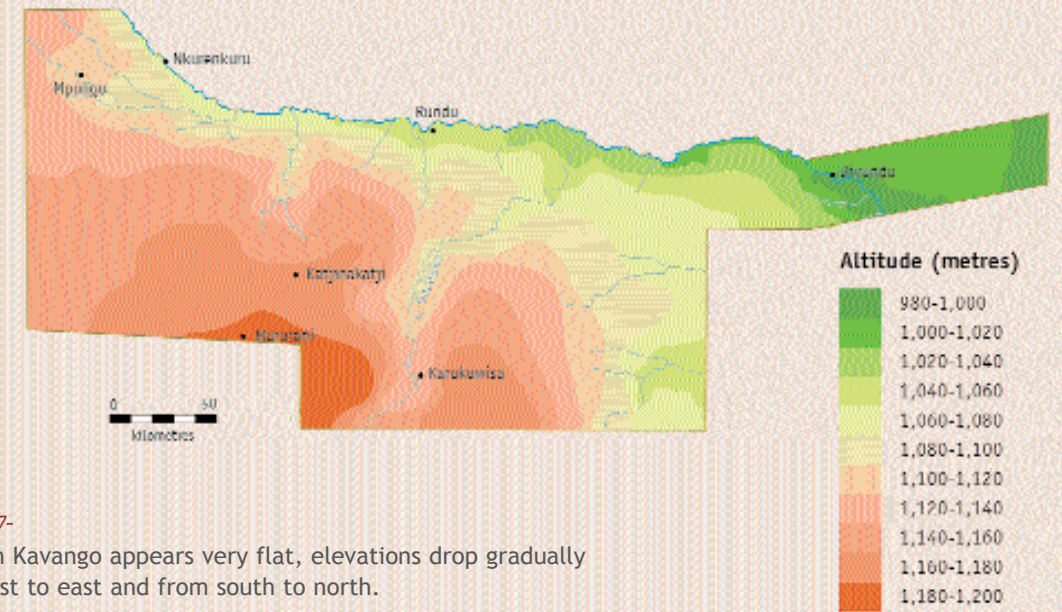 Nkurenkuru
Mpungu
Rundu
Divundu
Katjinakatji
Mururani
Karukuwisa
0 50
kilometres
Altitude (metres)
980-1,000
1,000-1,020
1,020-1,040
1,040-1,060
1,060-1,080
1,080-1,100
1,100-1,120
1,120-1,140
1,140-1,160
1,160-1,180
1,180-1,200
7-
n Kavango appears very flat, elevations drop gradually
st to east and from south to north.